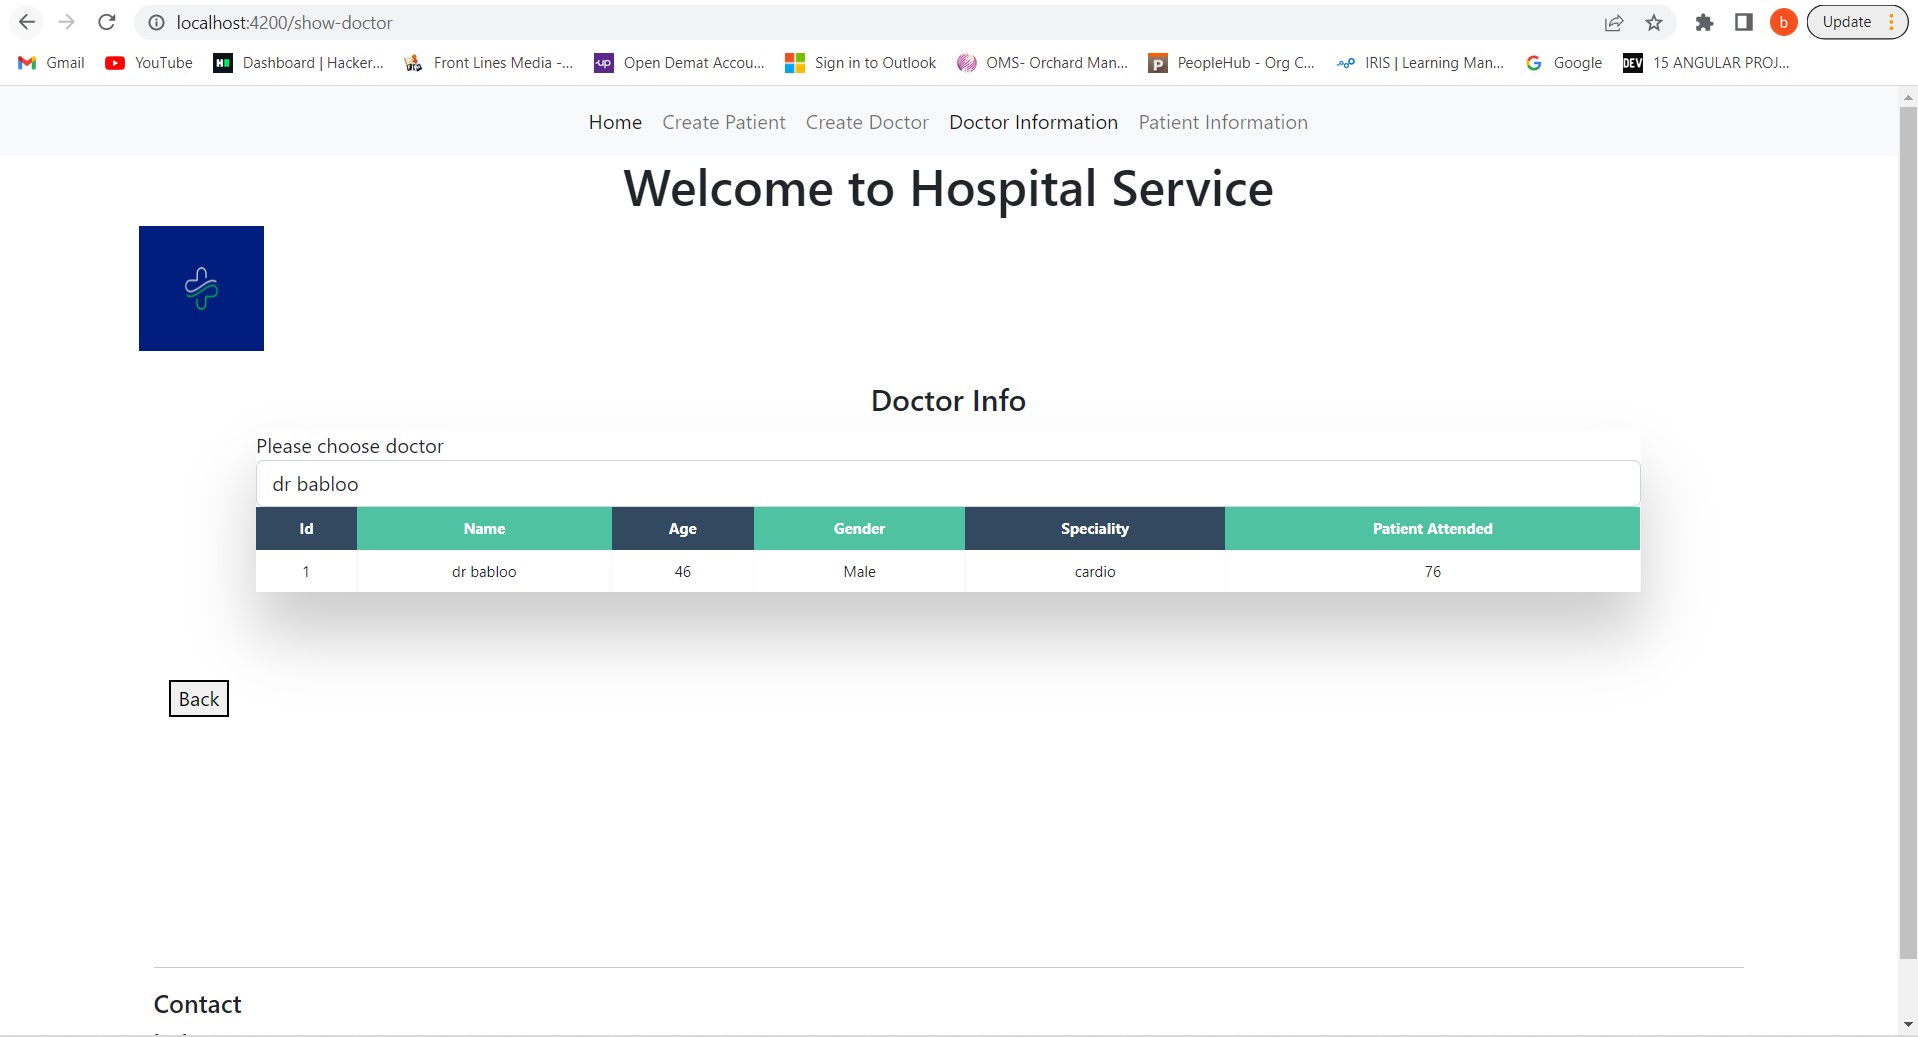 localhost:4200/show-doctor
b
Update
Gmail YouTube Dashboard | Hacker... Front Lines Media -... Open Demat Accou... Sign in to Outlook OMS- Orchard Man... PeopleHub - Org C... IRIS | Learning Man... Google 15 ANGULAR PROJ...
H
up
P
DEV
Home Create Patient Create Doctor Doctor Information Patient Information
Welcome to Hospital Service
Doctor Info
Please choose doctor
dr babloo
Id Name Age Gender Speciality Patient Attended
1 dr babloo 46 Male cardio 76
Back
Contact